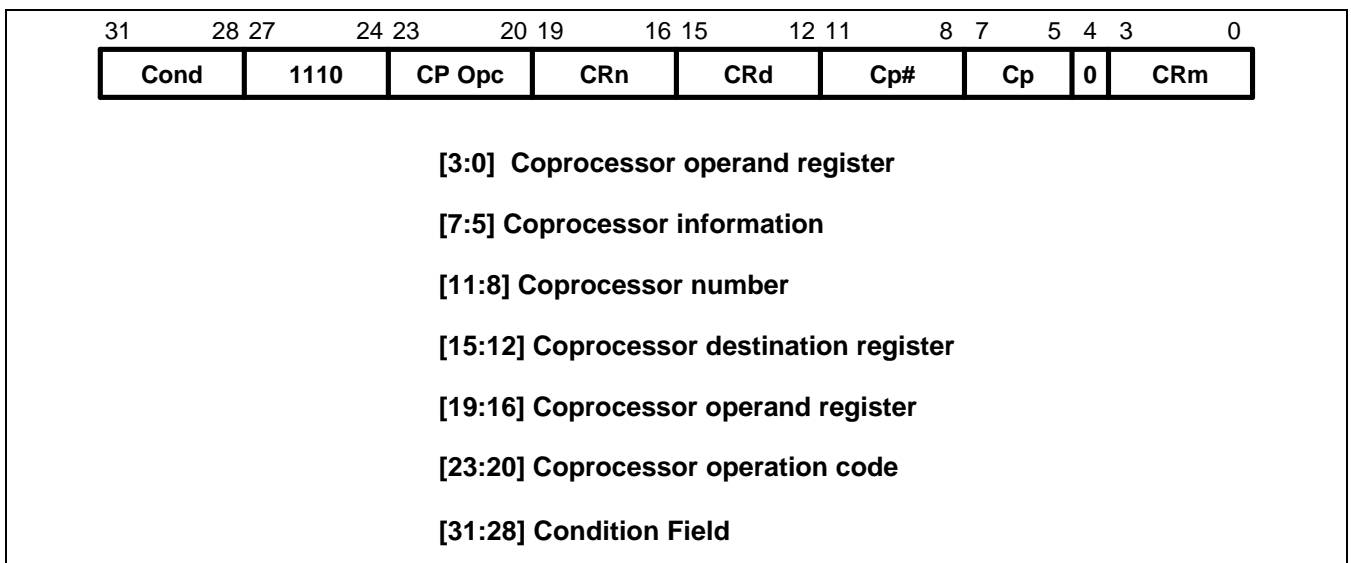 31 28 27 24 23 20 19 16 15 12 11 8 7 5 4 3 0
Cond 1110 CP Opc CRn CRd Cp# Cp 0 CRm
[3:0] Coprocessor operand register
[7:5] Coprocessor information
[11:8] Coprocessor number
[15:12] Coprocessor destination register
[19:16] Coprocessor operand register
[23:20] Coprocessor operation code
[31:28] Condition Field